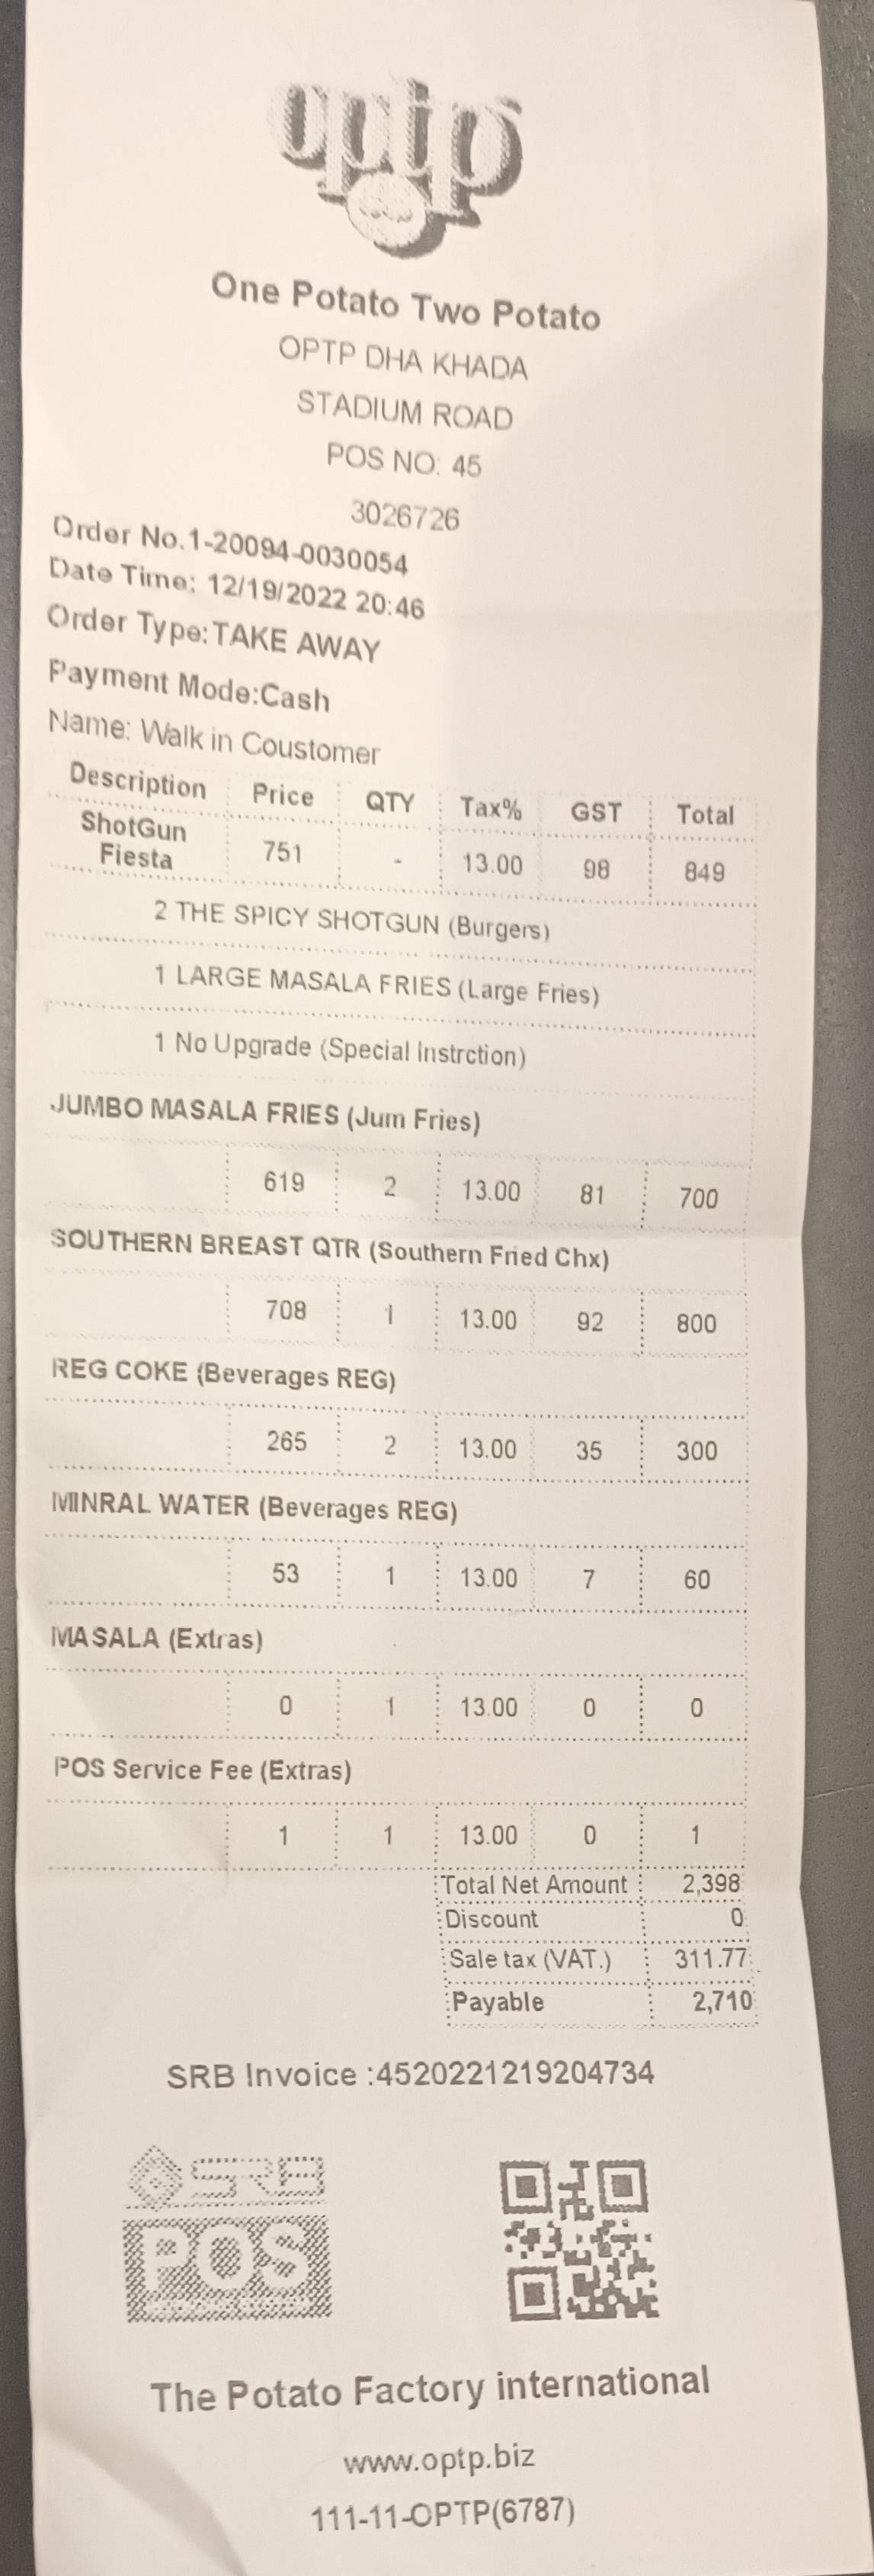 optp
One Potato Two Potato
OPTP DHA KHADA
STADIUM ROAD
POS NO: 45
3026726
Order No.1-20094-0030054
Date Time: 12/19/2022 20:46
Order Type:TAKE AWAY
Payment Mode:Cash
Name: Walk in Coustomer
Description Price QTY Tax% GST Total
ShotGun
Fiesta 751 - 13.00 98 849
2 THE SPICY SHOTGUN (Burgers)
1 LARGE MASALA FRIES (Large Fries)
1 No Upgrade (Special Instrction)
JUMBO MASALA FRIES (Jum Fries)
619 2 13.00 81 700
SOUTHERN BREAST QTR (Southern Fried Chx)
708 1 13.00 92 800
REG COKE (Beverages REG)
265 2 13.00 35 300
MINRAL WATER (Beverages REG)
53 1 13.00 7 60
MASALA (Extras)
0 1 13.00 0 0
POS Service Fee (Extras)
1 1 13.00 0 1
Total Net Amount 2,398
Discount 0
Sale tax (VAT.) 311.77
Payable 2,710
SRB Invoice :4520221219204734
SRB
POS
The Potato Factory international
www.optp.biz
111-11-OPTP(6787)